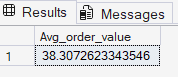 Results Messages
Avg_order_value
1 38.3072623343546